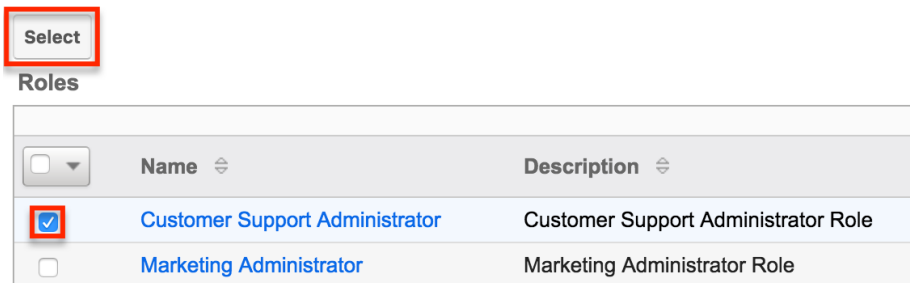 Select
Roles
Name Description
Customer Support Administrator Customer Support Administrator Role
Marketing Administrator Marketing Administrator Role